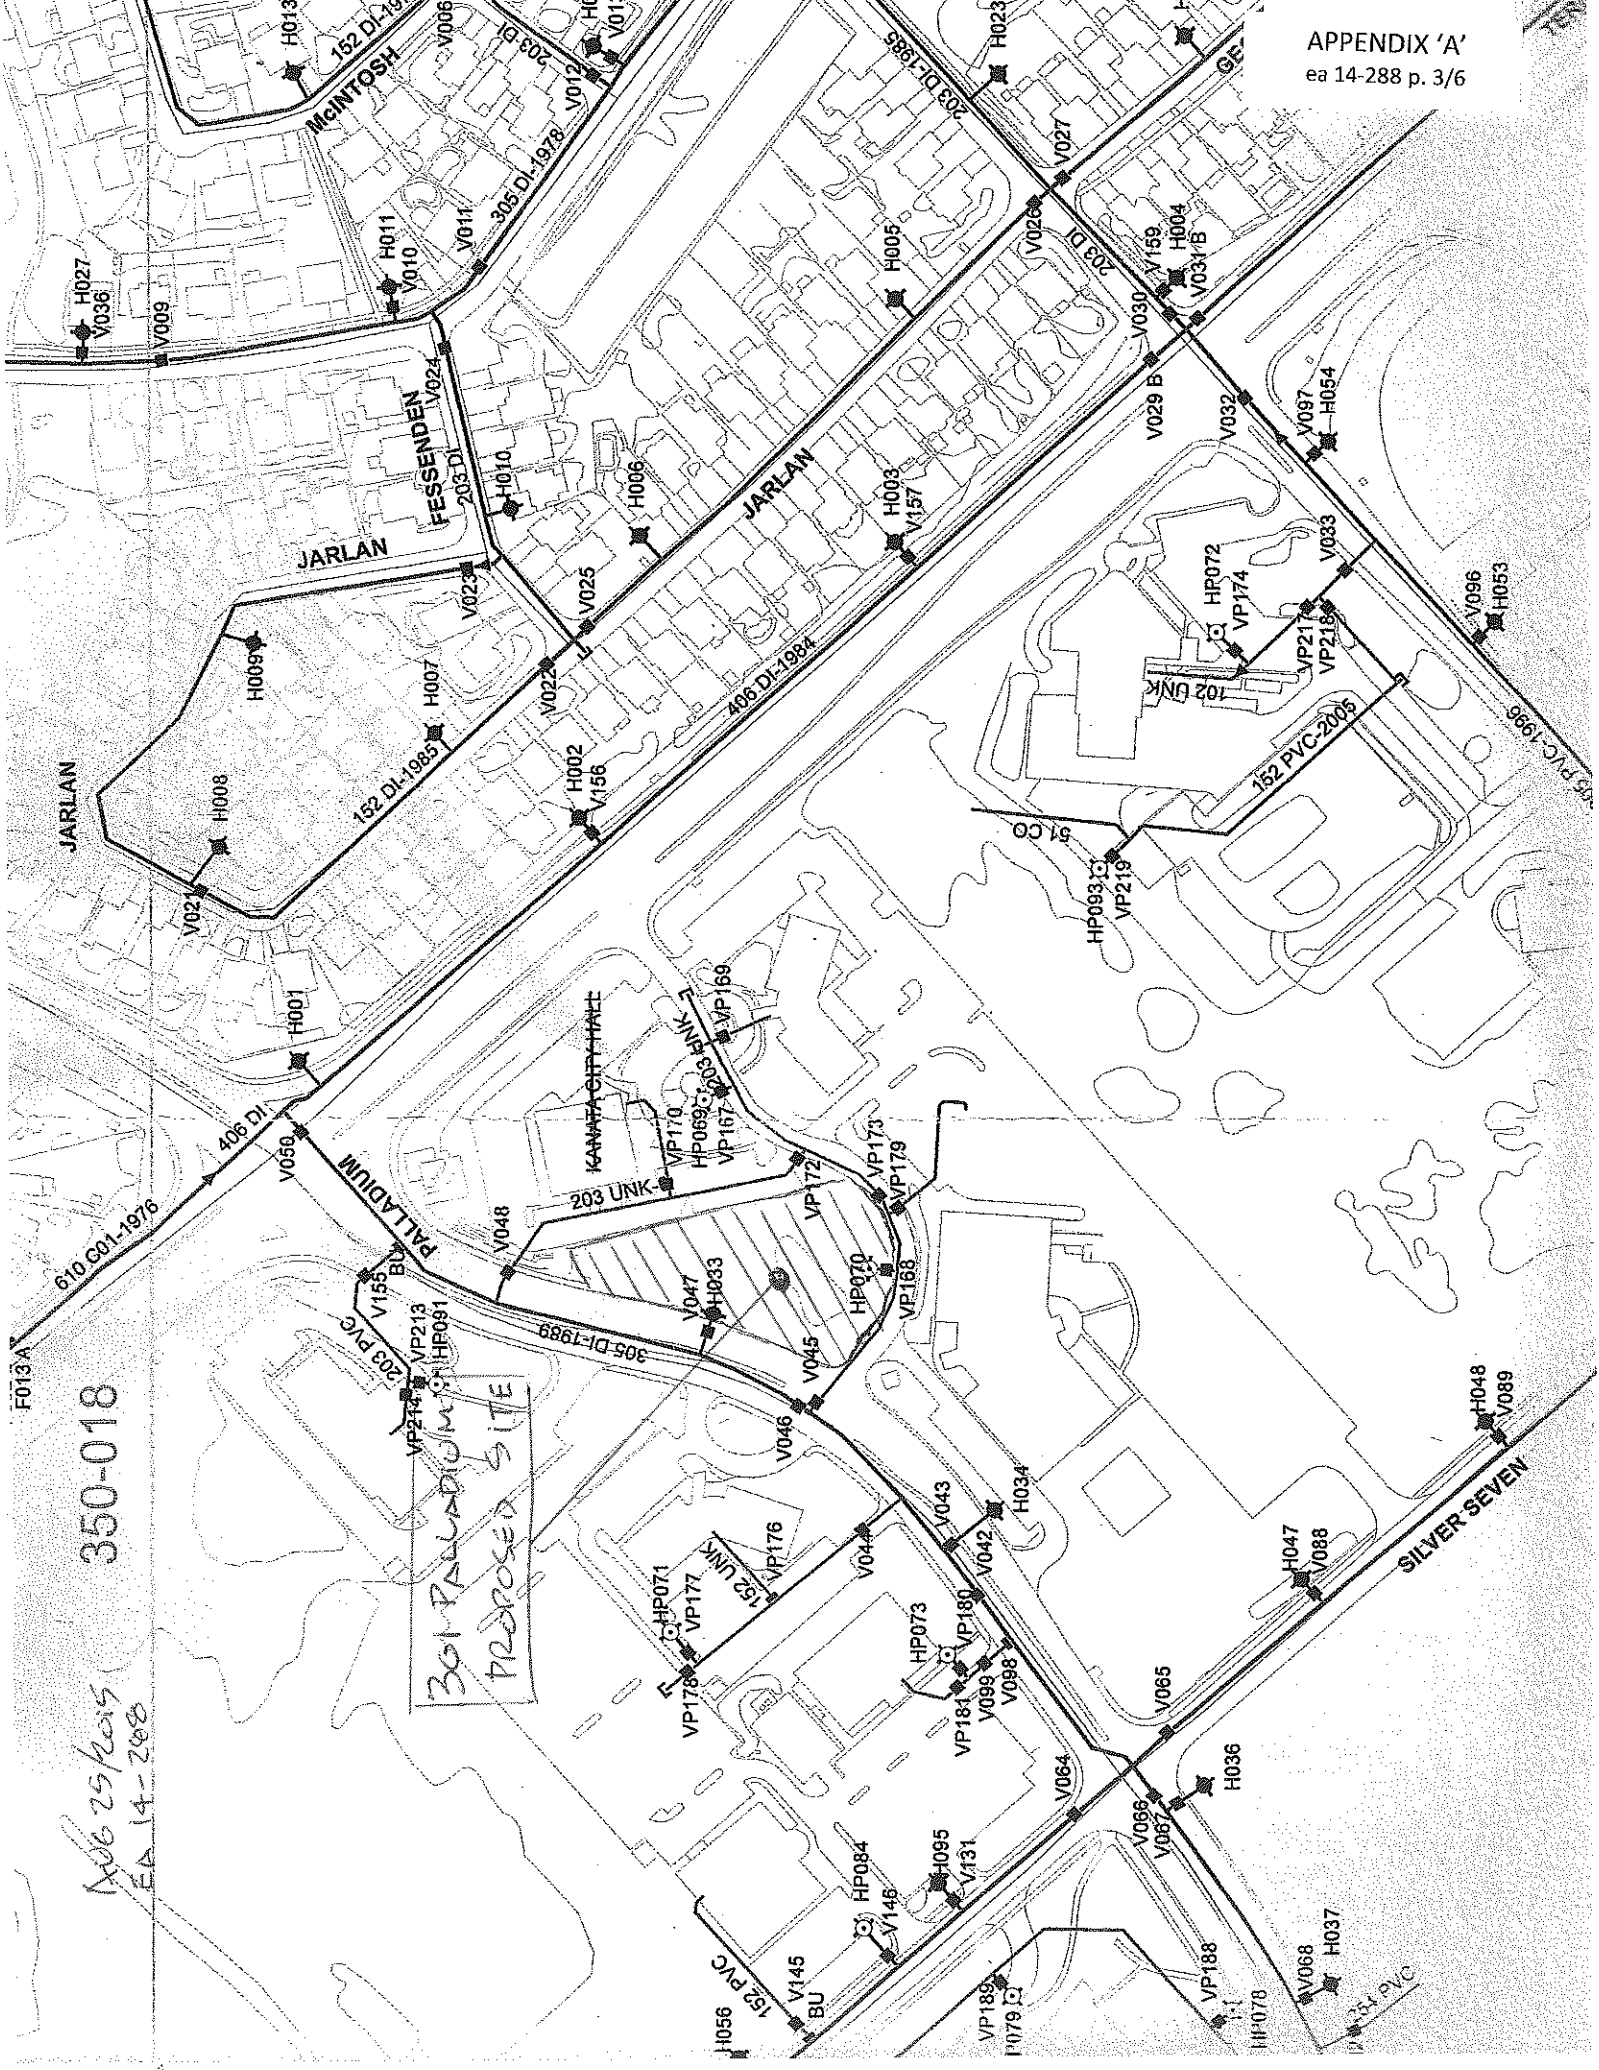 APPENDIX 'A'
ea 14-288 p. 3/6
350-018
301 PALLADIUM
PROPOSED SITE
H013
152 DI-197
McINTOSH
V006
203 DI
V012
H023
203 DI-1985
V027
V026
203 DI
H027
V036
V009
H011
V010
V011
305 DI-1978
V024
FESSENDEN
203 DI
H010
JARLAN
V023
H009
JARLAN
H008
V021
H007
152 DI-1985
V022
V025
H006
JARLAN
H005
V159
H004
V031 B
V030
V029 B
V032
V097
H054
V033
HP072
VP174
VP217
VP218
102 UNK
V096
H053
152 PVC-2005
51 CO
HP093
VP219
H003
V157
406 DI-1984
H002
V156
H001
406 DI
V050
610 C01-1976
F013 A
PALLADIUM
V155
BU
203 PVC
VP213
HP091
VP214
KANATA CITY HALL
203 UNK
VP169
VP170
HP069
VP167
203 UNK
VP172
VP173
VP179
V048
V047
H033
305 DI-1989
HP070
VP168
V045
V046
V043
V042
H034
V044
VP176
152 UNK
HP071
VP177
VP178
HP073
VP180
VP181
V099
V098
V065
V064
V066
V067
H036
SILVER SEVEN
H048
V089
H047
V088
HP084
V146
H095
V131
152 PVC
V145
BU
H056
VP189
VP188
HP078
V068
H037